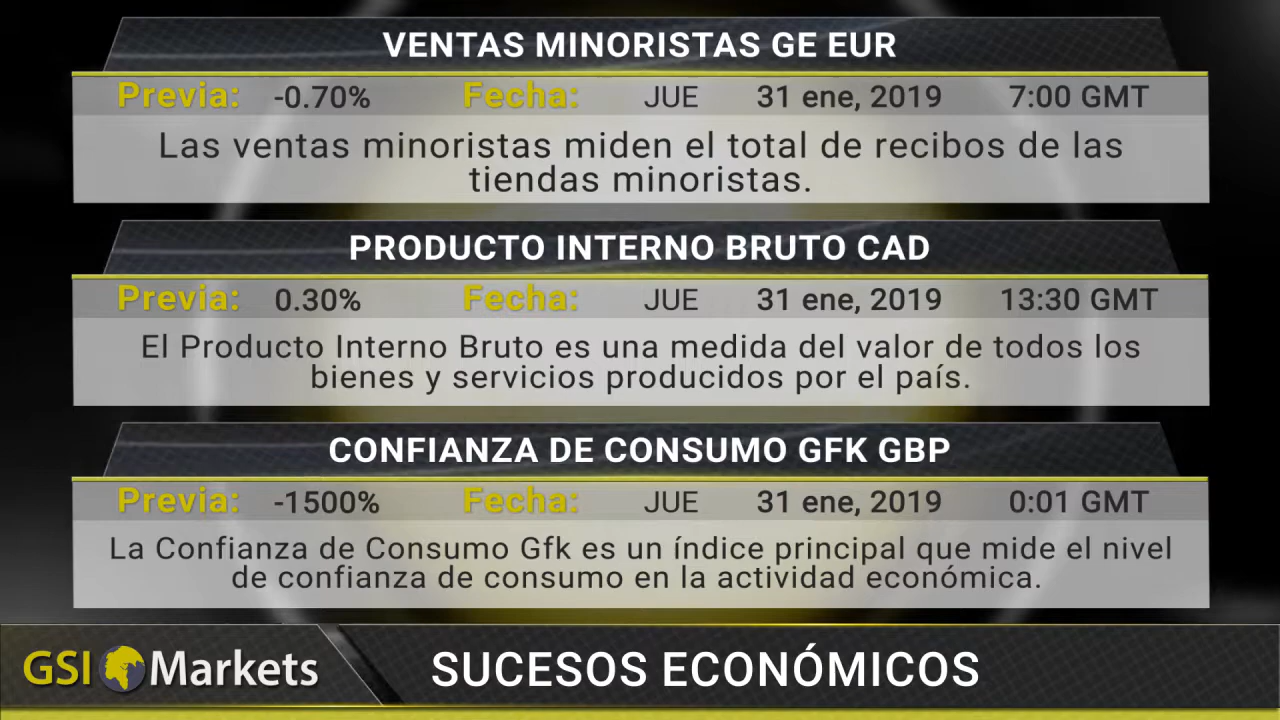 VENTAS MINORISTAS GE EUR
Previa: -0.70% Fecha: JUE 31 ene, 2019 7:00 GMT
Las ventas minoristas miden el total de recibos de las
tiendas minoristas.
PRODUCTO INTERNO BRUTO CAD
Previa: 0.30% Fecha: JUE 31 ene, 2019 13:30 GMT
El Producto Interno Bruto es una medida del valor de todos los
bienes y servicios producidos por el país.
CONFIANZA DE CONSUMO GFK GBP
Previa: -1500% Fecha: JUE 31 ene, 2019 0:01 GMT
La Confianza de Consumo Gfk es un índice principal que mide el nivel
de confianza de consumo en la actividad económica.
GSI Markets SUCESOS ECONÓMICOS